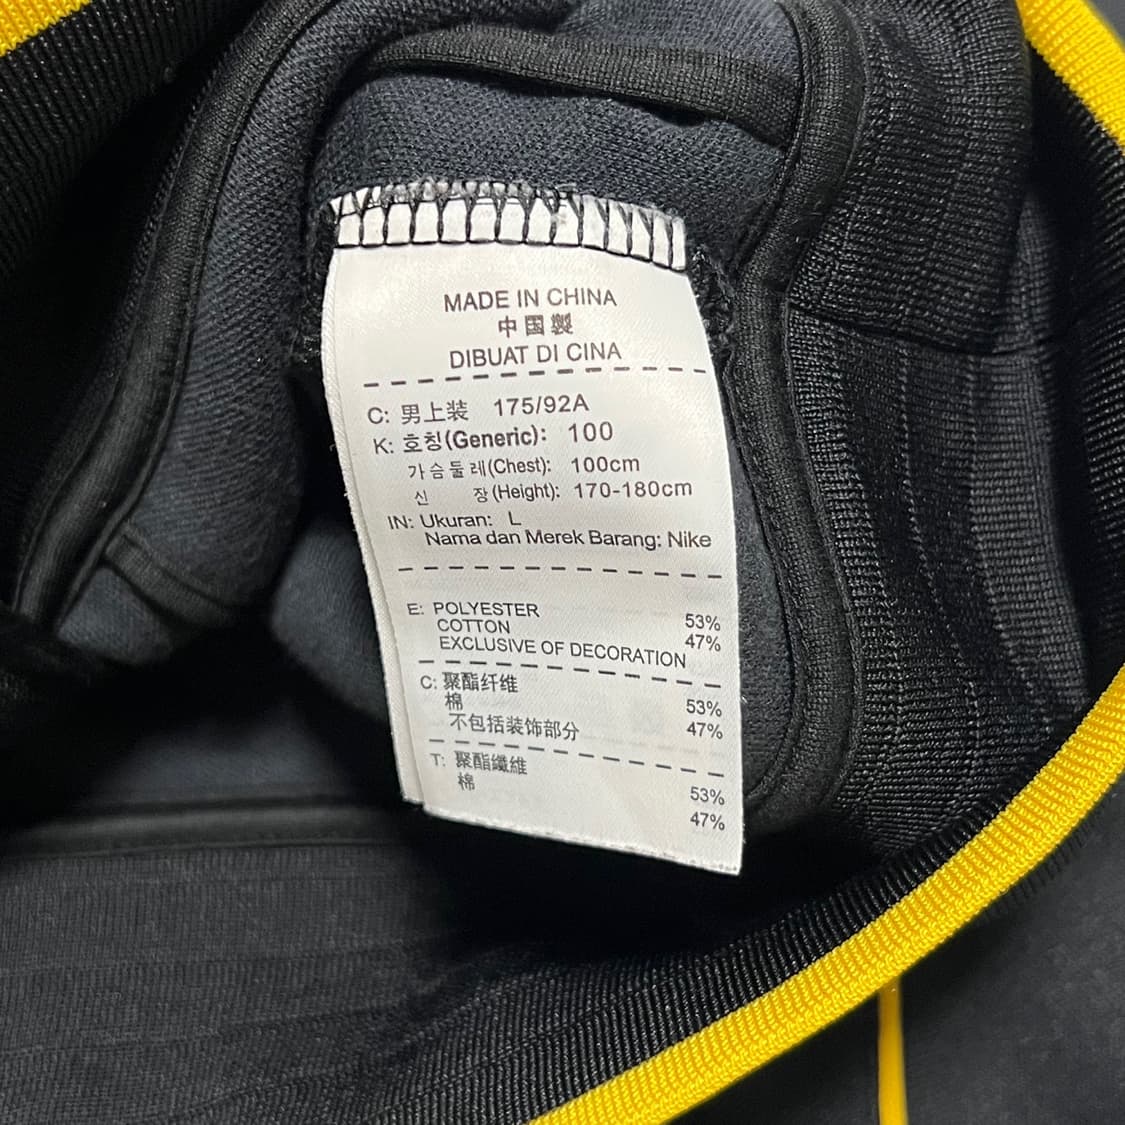 MADE IN CHINA
中国製
DIBUAT DI CINA
C: 男上装 175/92A
K: 호칭(Generic): 100
가슴둘레(Chest): 100cm
신 장(Height): 170-180cm
IN: Ukuran: L
Nama dan Merek Barang: Nike
E: POLYESTER 53%
COTTON 47%
EXCLUSIVE OF DECORATION
C: 聚酯纤维 53%
棉 47%
不包括装饰部分
T: 聚酯纖維 53%
棉 47%